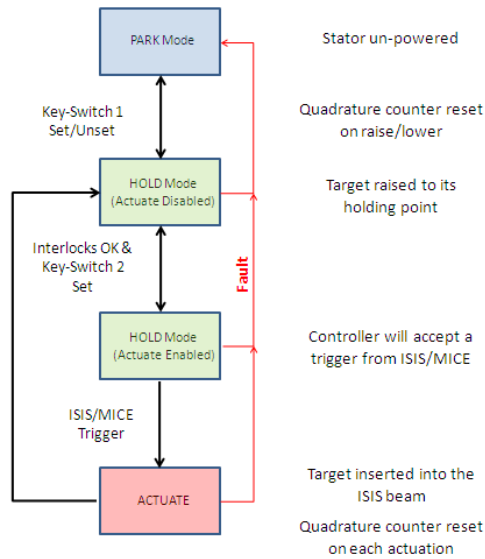 PARK Mode
Stator un-powered
Key-Switch 1
Set/Unset
Quadrature counter reset
on raise/lower
HOLD Mode
(Actuate Disabled)
Target raised to its
holding point
Interlocks OK &
Key-Switch 2
Set
Fault
HOLD Mode
(Actuate Enabled)
Controller will accept a
trigger from ISIS/MICE
ISIS/MICE
Trigger
ACTUATE
Target inserted into the
ISIS beam
Quadrature counter reset
on each actuation